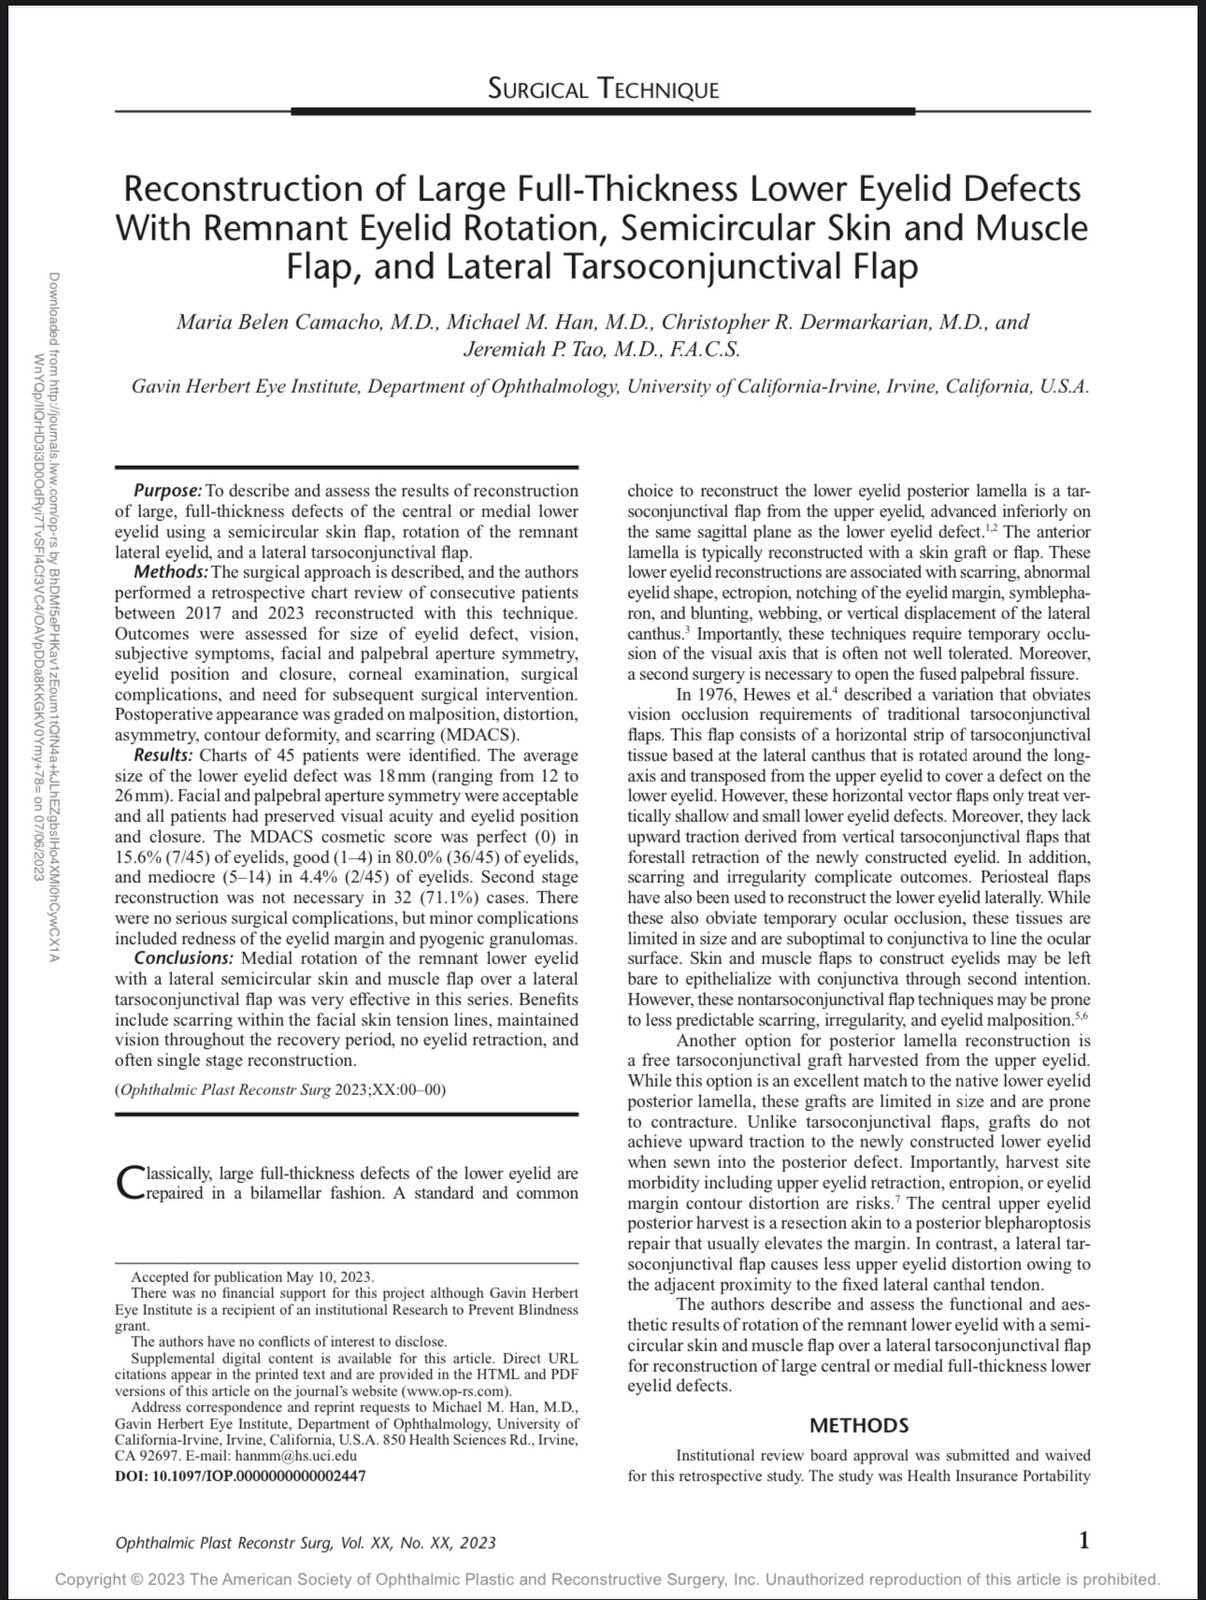 SURGICAL TECHNIQUE
Reconstruction of Large Full-Thickness Lower Eyelid Defects
With Remnant Eyelid Rotation, Semicircular Skin and Muscle
Flap, and Lateral Tarsoconjunctival Flap
Maria Belen Camacho, M.D., Michael M. Han, M.D., Christopher R. Dermarkarian, M.D., and
Jeremiah P. Tao, M.D., F.A.C.S.
Gavin Herbert Eye Institute, Department of Ophthalmology, University of California-Irvine, Irvine, California, U.S.A.
Purpose: To describe and assess the results of reconstruction
of large, full-thickness defects of the central or medial lower
eyelid using a semicircular skin flap, rotation of the remnant
lateral eyelid, and a lateral tarsoconjunctival flap.
Methods: The surgical approach is described, and the authors
performed a retrospective chart review of consecutive patients
between 2017 and 2023 reconstructed with this technique.
Outcomes were assessed for size of eyelid defect, vision,
subjective symptoms, facial and palpebral aperture symmetry,
eyelid position and closure, corneal examination, surgical
complications, and need for subsequent surgical intervention.
Postoperative appearance was graded on malposition, distortion,
asymmetry, contour deformity, and scarring (MDACS).
Results: Charts of 45 patients were identified. The average
size of the lower eyelid defect was 18 mm (ranging from 12 to
26 mm). Facial and palpebral aperture symmetry were acceptable
and all patients had preserved visual acuity and eyelid position
and closure. The MDACS cosmetic score was perfect (0) in
15.6% (7/45) of eyelids, good (1–4) in 80.0% (36/45) of eyelids,
and mediocre (5–14) in 4.4% (2/45) of eyelids. Second stage
reconstruction was not necessary in 32 (71.1%) cases. There
were no serious surgical complications, but minor complications
included redness of the eyelid margin and pyogenic granulomas.
Conclusions: Medial rotation of the remnant lower eyelid
with a lateral semicircular skin and muscle flap over a lateral
tarsoconjunctival flap was very effective in this series. Benefits
include scarring within the facial skin tension lines, maintained
vision throughout the recovery period, no eyelid retraction, and
often single stage reconstruction.
(Ophthalmic Plast Reconstr Surg 2023;XX:00–00)
Classically, large full-thickness defects of the lower eyelid are
repaired in a bilamellar fashion. A standard and common
Accepted for publication May 10, 2023.
There was no financial support for this project although Gavin Herbert
Eye Institute is a recipient of an institutional Research to Prevent Blindness
grant.
The authors have no conflicts of interest to disclose.
Supplemental digital content is available for this article. Direct URL
citations appear in the printed text and are provided in the HTML and PDF
versions of this article on the journal's website (www.op-rs.com).
Address correspondence and reprint requests to Michael M. Han, M.D.,
Gavin Herbert Eye Institute, Department of Ophthalmology, University of
California-Irvine, Irvine, California, U.S.A. 850 Health Sciences Rd., Irvine,
CA 92697. E-mail: hanmm@hs.uci.edu
DOI: 10.1097/IOP.0000000000002447
choice to reconstruct the lower eyelid posterior lamella is a tar-
soconjunctival flap from the upper eyelid, advanced inferiorly on
the same sagittal plane as the lower eyelid defect.1,2 The anterior
lamella is typically reconstructed with a skin graft or flap. These
lower eyelid reconstructions are associated with scarring, abnormal
eyelid shape, ectropion, notching of the eyelid margin, symblepha-
ron, and blunting, webbing, or vertical displacement of the lateral
canthus.3 Importantly, these techniques require temporary occlu-
sion of the visual axis that is often not well tolerated. Moreover,
a second surgery is necessary to open the fused palpebral fissure.
In 1976, Hewes et al.4 described a variation that obviates
vision occlusion requirements of traditional tarsoconjunctival
flaps. This flap consists of a horizontal strip of tarsoconjunctival
tissue based at the lateral canthus that is rotated around the long-
axis and transposed from the upper eyelid to cover a defect on the
lower eyelid. However, these horizontal vector flaps only treat ver-
tically shallow and small lower eyelid defects. Moreover, they lack
upward traction derived from vertical tarsoconjunctival flaps that
forestall retraction of the newly constructed eyelid. In addition,
scarring and irregularity complicate outcomes. Periosteal flaps
have also been used to reconstruct the lower eyelid laterally. While
these also obviate temporary ocular occlusion, these tissues are
limited in size and are suboptimal to conjunctiva to line the ocular
surface. Skin and muscle flaps to construct eyelids may be left
bare to epithelialize with conjunctiva through second intention.
However, these nontarsoconjunctival flap techniques may be prone
to less predictable scarring, irregularity, and eyelid malposition.5,6
Another option for posterior lamella reconstruction is
a free tarsoconjunctival graft harvested from the upper eyelid.
While this option is an excellent match to the native lower eyelid
posterior lamella, these grafts are limited in size and are prone
to contracture. Unlike tarsoconjunctival flaps, grafts do not
achieve upward traction to the newly constructed lower eyelid
when sewn into the posterior defect. Importantly, harvest site
morbidity including upper eyelid retraction, entropion, or eyelid
margin contour distortion are risks.7 The central upper eyelid
posterior harvest is a resection akin to a posterior blepharoptosis
repair that usually elevates the margin. In contrast, a lateral tar-
soconjunctival flap causes less upper eyelid distortion owing to
the adjacent proximity to the fixed lateral canthal tendon.
The authors describe and assess the functional and aes-
thetic results of rotation of the remnant lower eyelid with a semi-
circular skin and muscle flap over a lateral tarsoconjunctival flap
for reconstruction of large central or medial full-thickness lower
eyelid defects.
METHODS
Institutional review board approval was submitted and waived
for this retrospective study. The study was Health Insurance Portability
Ophthalmic Plast Reconstr Surg, Vol. XX, No. XX, 2023
1
Copyright © 2023 The American Society of Ophthalmic Plastic and Reconstructive Surgery, Inc. Unauthorized reproduction of this article is prohibited.
Downloaded from http://journals.lww.com/op-rs by
on 07/06/2023